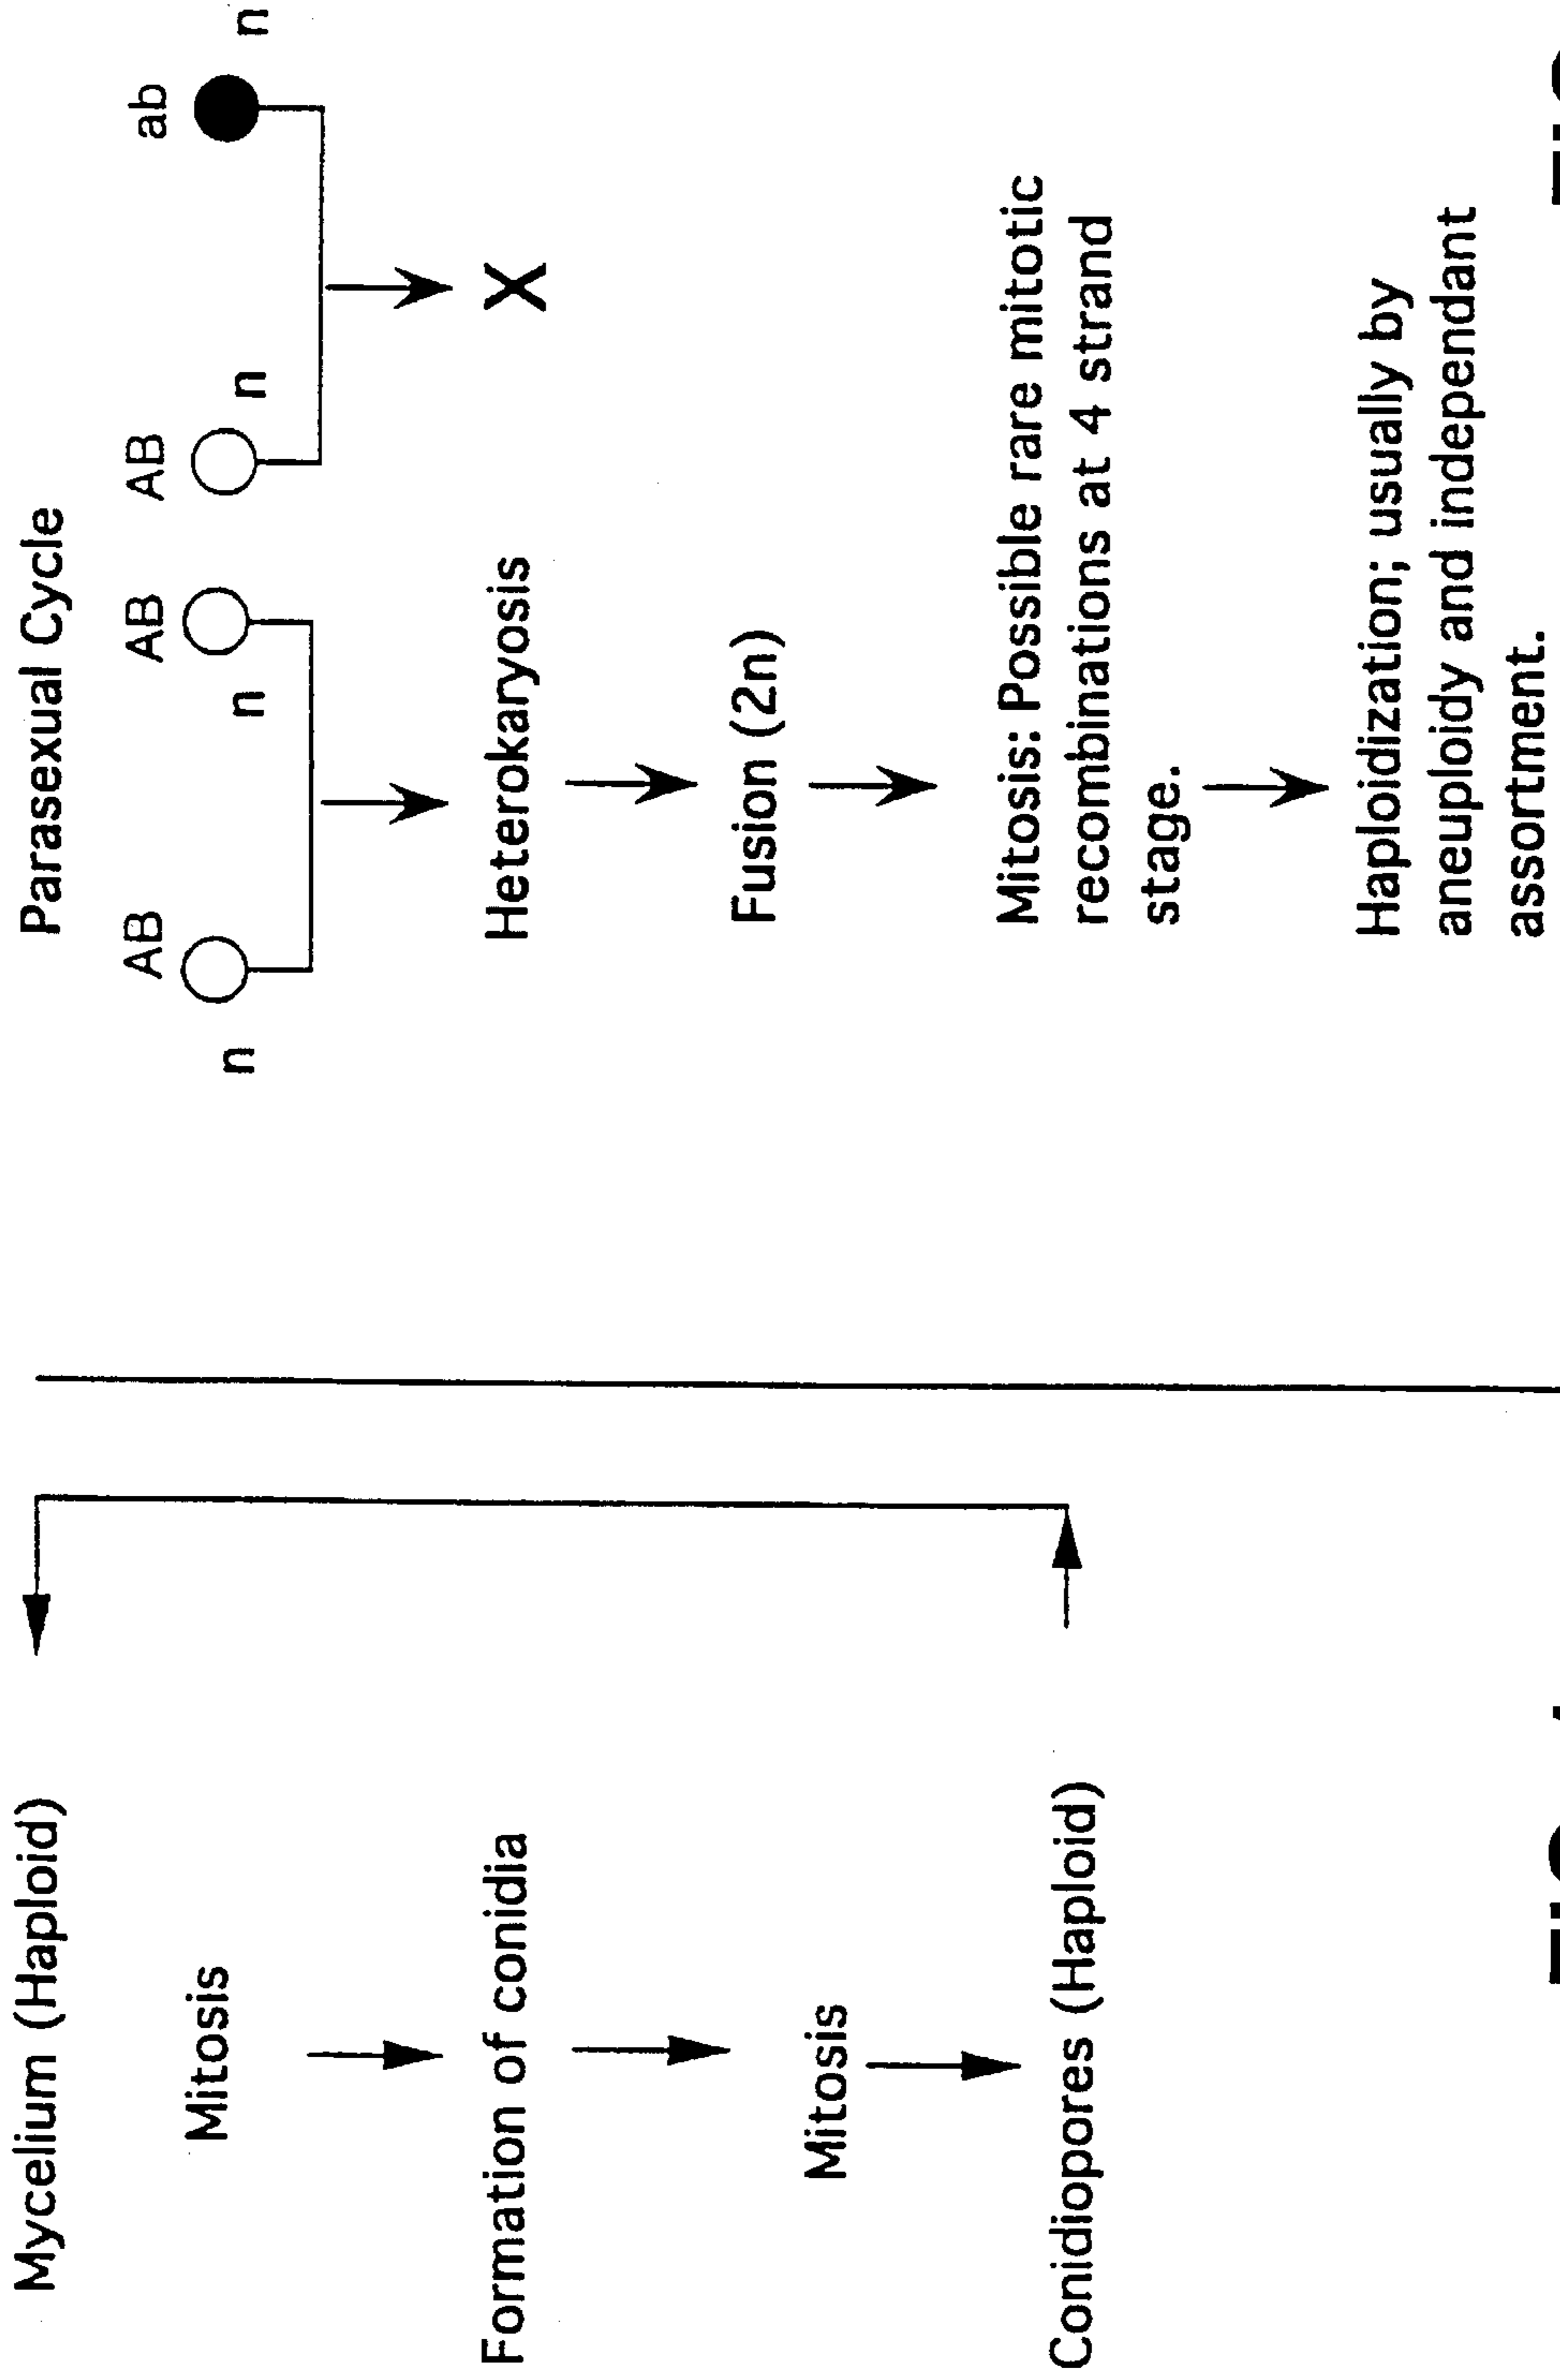 Mycelium (Haploid)
Mitosis
Formation of conidia
Mitosis
Conidiopores (Haploid)
Parasexual Cycle
AB
AB
AB
ab
n
n
n
n
Heterokaryosis
X
Fusion (2n)
Mitosis: Possible rare mitotic
recombinations at 4 strand
stage.
Haploidization; usually by
aneuploidy and independant
assortment.